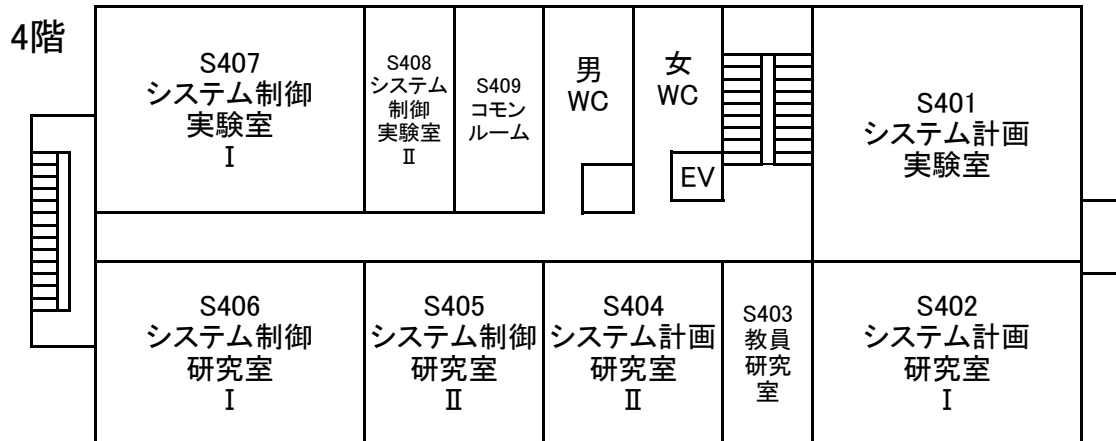 4階
S407
システム制御
実験室
Ⅰ
S408
システム
制御
実験室
Ⅱ
S409
コモン
ルーム
男
WC
女
WC
EV
S401
システム計画
実験室
S406
システム制御
研究室
Ⅰ
S405
システム制御
研究室
Ⅱ
S404
システム計画
研究室
Ⅱ
S403
教員
研究
室
S402
システム計画
研究室
Ⅰ